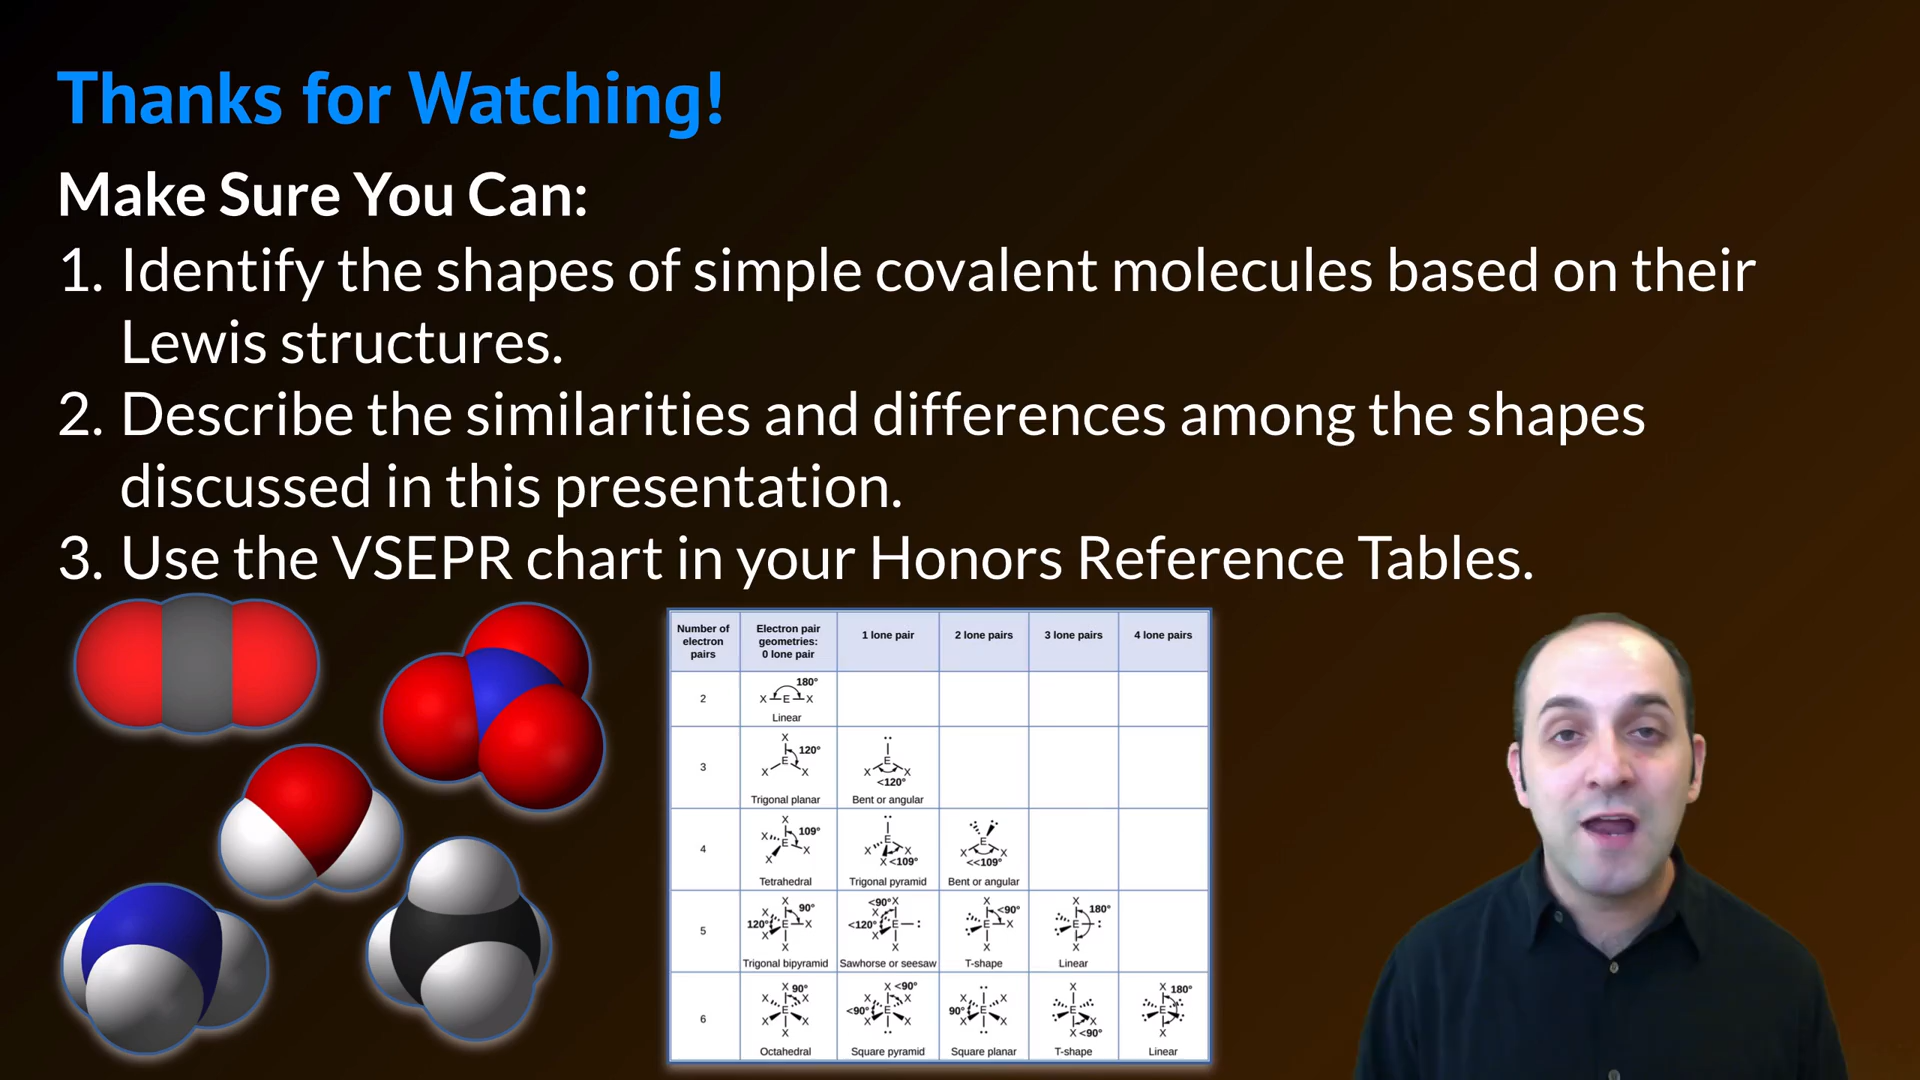 Thanks for Watching!
Make Sure You Can:
1. Identify the shapes of simple covalent molecules based on their
Lewis structures.
2. Describe the similarities and differences among the shapes
discussed in this presentation.
3. Use the VSEPR chart in your Honors Reference Tables.
Number of electron pairs
Electron pair geometries: 0 lone pair
1 lone pair
2 lone pairs
3 lone pairs
4 lone pairs
2
180°
X E X
Linear
3
X
120°
E
X X
Trigonal planar
E
X X
<120°
Bent or angular
4
X
109°
X E
X X
Tetrahedral
E
X X
X <109°
Trigonal pyramid
E
X X
<<109°
Bent or angular
5
X 90°
X
120° E X
X
X
Trigonal bipyramid
<90° X
X
<120° E
X
X
Sawhorse or seesaw
X
<90°
E X
X
T-shape
X
180°
E
X
Linear
6
X 90°
X X
E
X X
X
Octahedral
X <90°
X X
<90° E
X X
Square pyramid
X X
90° E
X X
Square planar
X
E
X
X <90°
T-shape
X 180°
E
X
Linear